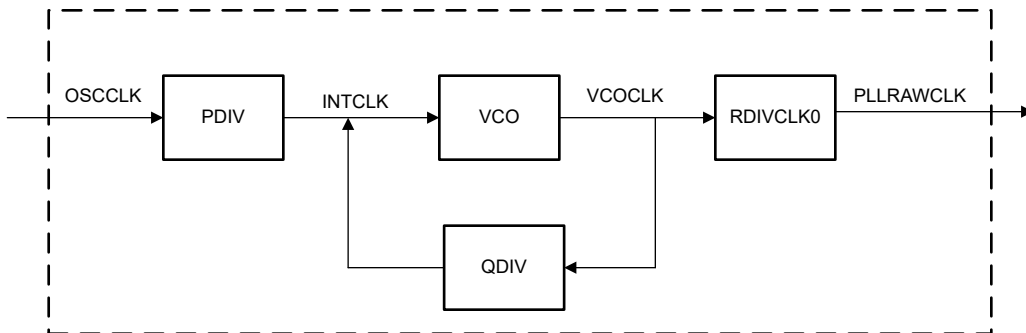 OSCCLK
PDIV
INTCLK
VCO
VCOCLK
RDIVCLK0
PLLRAWCLK
QDIV